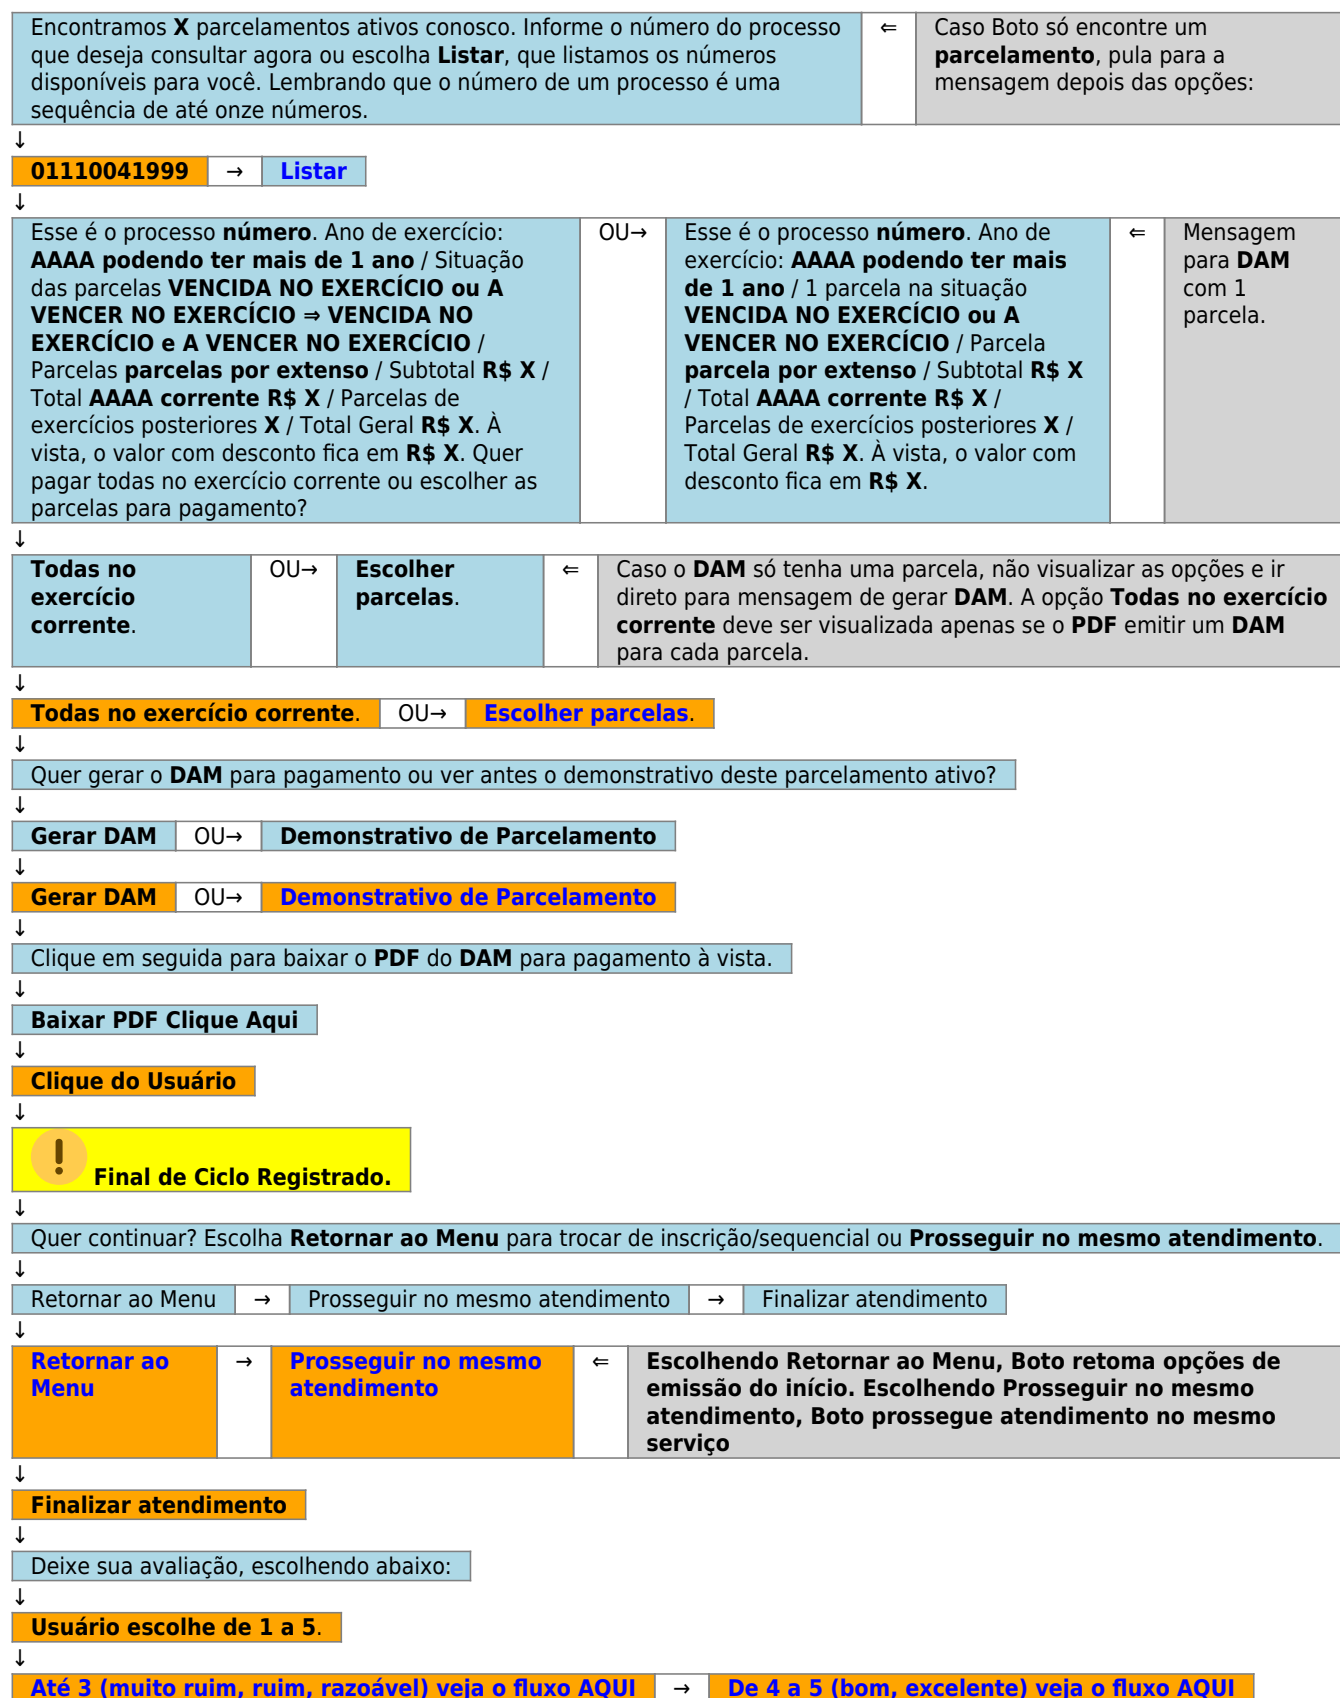 Encontramos X parcelamentos ativos conosco. Informe o número do processo
que deseja consultar agora ou escolha Listar, que listamos os números
disponíveis para você. Lembrando que o número de um processo é uma
sequência de até onze números.
⇐
Caso Boto só encontre um
parcelamento, pula para a
mensagem depois das opções:
↓
01110041999 → Listar
↓
Esse é o processo número. Ano de exercício:
AAAA podendo ter mais de 1 ano / Situação
das parcelas VENCIDA NO EXERCÍCIO ou A
VENCER NO EXERCÍCIO ⇒ VENCIDA NO
EXERCÍCIO e A VENCER NO EXERCÍCIO /
Parcelas parcelas por extenso / Subtotal R$ X /
Total AAAA corrente R$ X / Parcelas de
exercícios posteriores X / Total Geral R$ X. À
vista, o valor com desconto fica em R$ X. Quer
pagar todas no exercício corrente ou escolher as
parcelas para pagamento?
OU→
Esse é o processo número. Ano de
exercício: AAAA podendo ter mais
de 1 ano / 1 parcela na situação
VENCIDA NO EXERCÍCIO ou A
VENCER NO EXERCÍCIO / Parcela
parcela por extenso / Subtotal R$ X
/ Total AAAA corrente R$ X /
Parcelas de exercícios posteriores X /
Total Geral R$ X. À vista, o valor com
desconto fica em R$ X.
⇐
Mensagem
para DAM
com 1
parcela.
↓
Todas no
exercício
corrente.
OU→
Escolher
parcelas.
⇐
Caso o DAM só tenha uma parcela, não visualizar as opções e ir
direto para mensagem de gerar DAM. A opção Todas no exercício
corrente deve ser visualizada apenas se o PDF emitir um DAM
para cada parcela.
↓
Todas no exercício corrente. OU→ Escolher parcelas.
↓
Quer gerar o DAM para pagamento ou ver antes o demonstrativo deste parcelamento ativo?
↓
Gerar DAM OU→ Demonstrativo de Parcelamento
↓
Gerar DAM OU→ Demonstrativo de Parcelamento
↓
Clique em seguida para baixar o PDF do DAM para pagamento à vista.
↓
Baixar PDF Clique Aqui
↓
Clique do Usuário
↓
Final de Ciclo Registrado.
↓
Quer continuar? Escolha Retornar ao Menu para trocar de inscrição/sequencial ou Prosseguir no mesmo atendimento.
↓
Retornar ao Menu → Prosseguir no mesmo atendimento → Finalizar atendimento
↓
Retornar ao
Menu
→
Prosseguir no mesmo
atendimento
⇐
Escolhendo Retornar ao Menu, Boto retoma opções de
emissão do início. Escolhendo Prosseguir no mesmo
atendimento, Boto prossegue atendimento no mesmo
serviço
↓
Finalizar atendimento
↓
Deixe sua avaliação, escolhendo abaixo:
↓
Usuário escolhe de 1 a 5.
↓
Até 3 (muito ruim, ruim, razoável) veja o fluxo AQUI → De 4 a 5 (bom, excelente) veja o fluxo AQUI